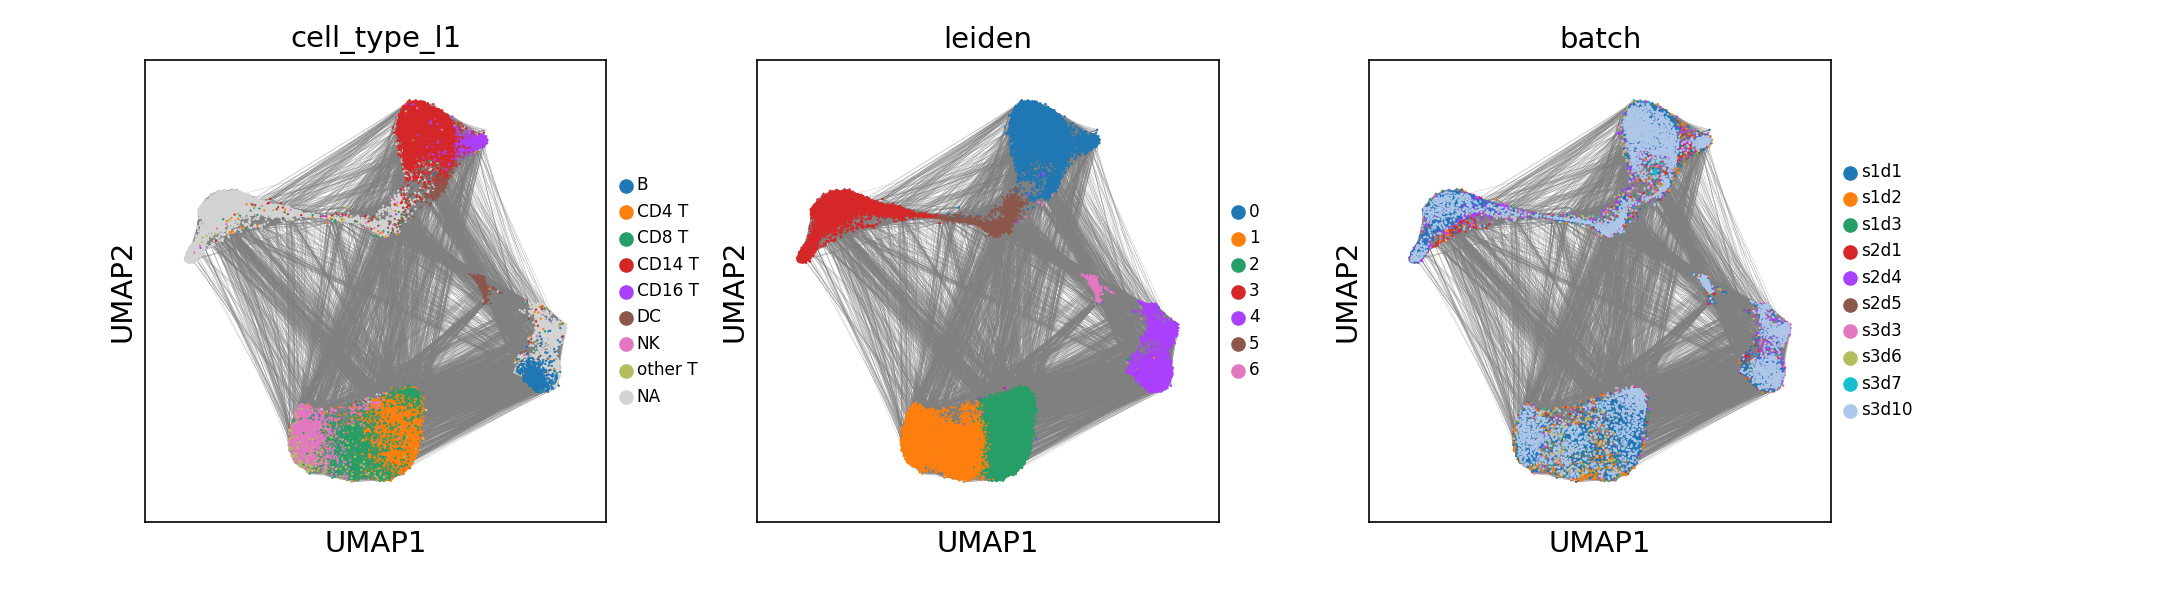 cell_type_l1
UMAP2
UMAP1
B
CD4 T
CD8 T
CD14 T
CD16 T
DC
NK
other T
NA
leiden
UMAP2
UMAP1
0
1
2
3
4
5
6
batch
UMAP2
UMAP1
s1d1
s1d2
s1d3
s2d1
s2d4
s2d5
s3d3
s3d6
s3d7
s3d10